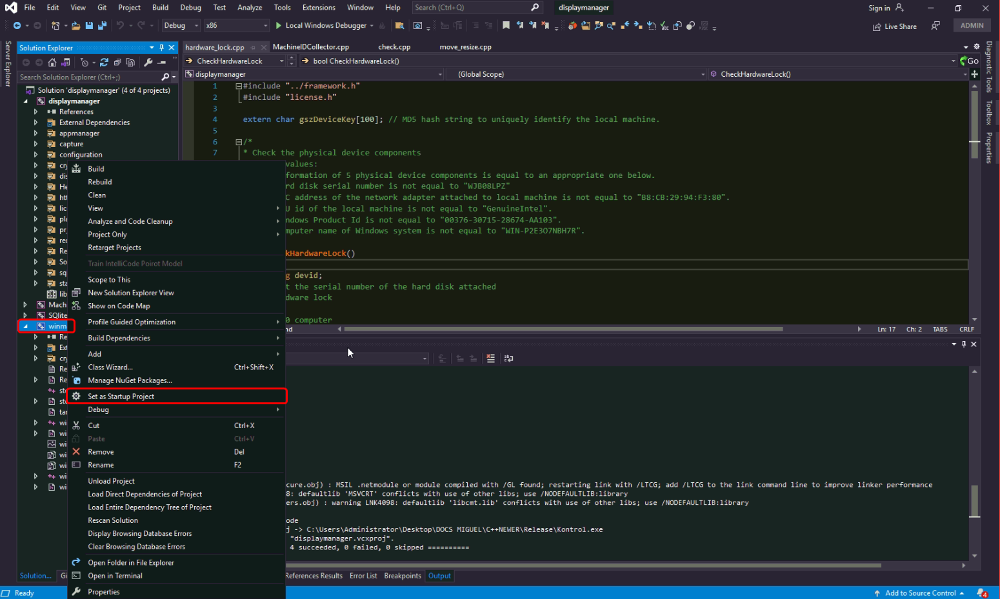 File Edit View Git Project Build Debug Test Analyze Tools Extensions Window Help Search (Ctrl+Q) displaymanager Sign in
Debug x86 Local Windows Debugger Live Share ADMIN
Server Explorer
Solution Explorer
Search Solution Explorer (Ctrl+;)
Solution 'displaymanager' (4 of 4 projects)
displaymanager
References
External Dependencies
appmanager
capture
configuration
cry
dis
He
htt
lic
pla
pr
rec
Re
So
sq
sta
lib
Mach
SQlite
winm
Re
Ext
cry
Re
Re
sto
stu
tar
wi
wi
wi
wi
wi
wi
wi
Build
Rebuild
Clean
View
Analyze and Code Cleanup
Project Only
Retarget Projects
Train IntelliCode Poirot Model
Scope to This
New Solution Explorer View
Show on Code Map
Profile Guided Optimization
Build Dependencies
Add
Class Wizard... Ctrl+Shift+X
Manage NuGet Packages...
Set as Startup Project
Debug
Cut Ctrl+X
Paste Ctrl+V
Remove Del
Rename F2
Unload Project
Load Direct Dependencies of Project
Load Entire Dependency Tree of Project
Rescan Solution
Display Browsing Database Errors
Clear Browsing Database Errors
Open Folder in File Explorer
Open in Terminal
Properties
hardware_lock.cpp MachineIDCollector.cpp check.cpp move_resize.cpp
CheckHardwareLock bool CheckHardwareLock() Go
displaymanager (Global Scope) CheckHardwareLock()
1 #include "../framework.h"
2 #include "license.h"
3
4 extern char gszDeviceKey[100]; // MD5 hash string to uniquely identify the local machine.
5
6 /*
7 * Check the physical device components
values:
formation of 5 physical device components is equal to an appropriate one below.
rd disk serial number is not equal to "WJB08LPZ"
C address of the network adapter attached to local machine is not equal to "B8:CB:29:94:F3:80".
U id of the local machine is not equal to "GenuineIntel".
ndows Product Id is not equal to "00376-30715-28674-AA103".
mputer name of Windows system is not equal to "WIN-P2E3O7NBH7R".
kHardwareLock()
g devid;
t the serial number of the hard disk attached
dware lock
0 computer
nd Ln: 17 Ch: 2 TABS CRLF
cure.obj) : MSIL .netmodule or module compiled with /GL found; restarting link with /LTCG; add /LTCG to the link command line to improve linker performance
8: defaultlib 'MSVCRT' conflicts with use of other libs; use /NODEFAULTLIB:library
ers.obj) : warning LNK4098: defaultlib 'libcmt.lib' conflicts with use of other libs; use /NODEFAULTLIB:library
ode
j -> C:\Users\Administrator\Desktop\DOCS MIGUEL\C++NEWER\Release\Kontrol.exe
"displaymanager.vcxproj".
4 succeeded, 0 failed, 0 skipped ==========
Solution... Gi References Results Error List Breakpoints Output
Ready Add to Source Control 4
Diagnostic Tools
Toolbox
Properties